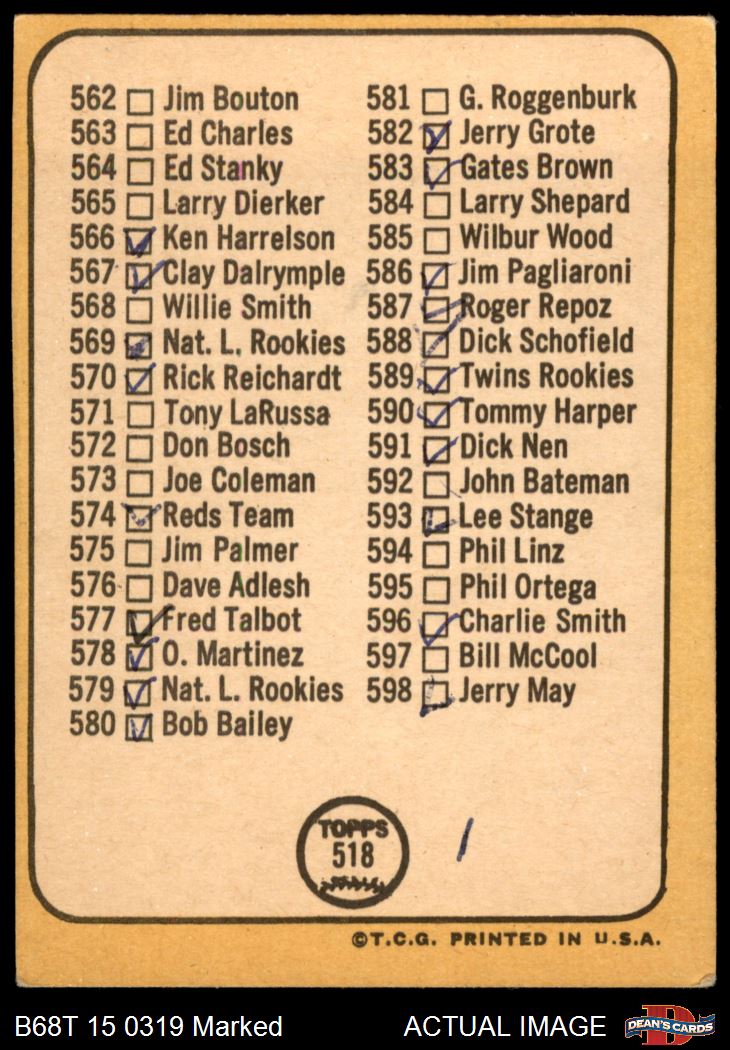 562 Jim Bouton
563 Ed Charles
564 Ed Stanky
565 Larry Dierker
566 Ken Harrelson
567 Clay Dalrymple
568 Willie Smith
569 Nat. L. Rookies
570 Rick Reichardt
571 Tony LaRussa
572 Don Bosch
573 Joe Coleman
574 Reds Team
575 Jim Palmer
576 Dave Adlesh
577 Fred Talbot
578 O. Martinez
579 Nat. L. Rookies
580 Bob Bailey
581 G. Roggenburk
582 Jerry Grote
583 Gates Brown
584 Larry Shepard
585 Wilbur Wood
586 Jim Pagliaroni
587 Roger Repoz
588 Dick Schofield
589 Twins Rookies
590 Tommy Harper
591 Dick Nen
592 John Bateman
593 Lee Stange
594 Phil Linz
595 Phil Ortega
596 Charlie Smith
597 Bill McCool
598 Jerry May
TOPPS
518
©T.C.G. PRINTED IN U.S.A.
B68T 15 0319 Marked
ACTUAL IMAGE
DEAN'S CARDS